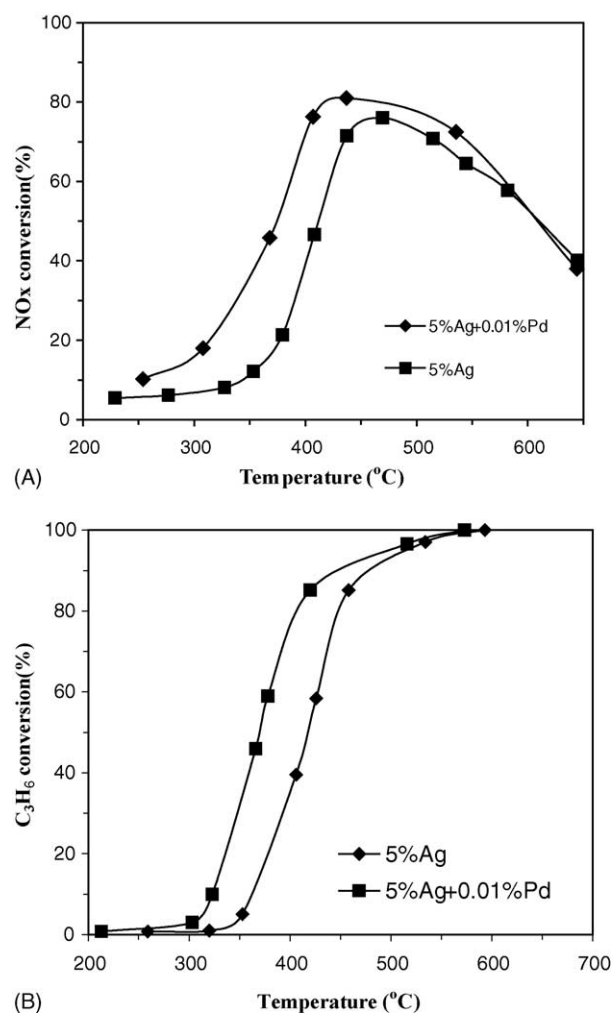 100
80
60
40
20
0
NOx conversion(%)
5%Ag+0.01%Pd
5%Ag
200 300 400 500 600
(A)
Temperature (°C)
100
80
60
40
20
0
C₃H₆ conversion(%)
5%Ag
5%Ag+0.01%Pd
200 300 400 500 600 700
(B)
Temperature (°C)